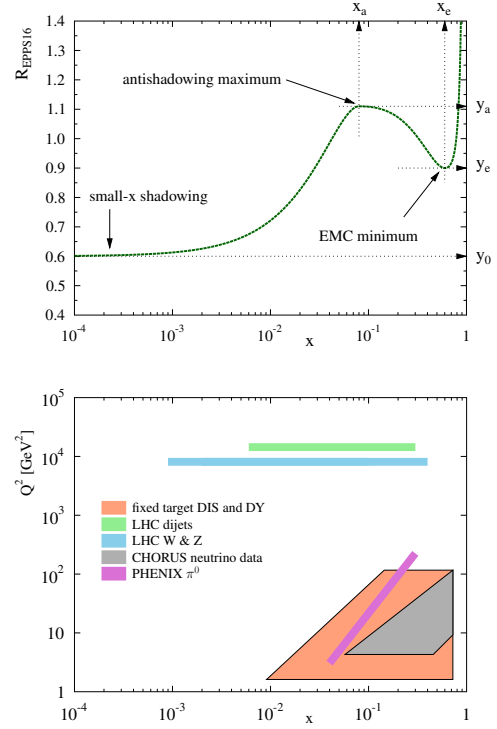 x_a x_e
R_EPPS16
1.4
1.3
1.2
1.1
1.0
0.9
0.8
0.7
0.6
0.5
0.4
antishadowing maximum
small-x shadowing
EMC minimum
y_a
y_e
y_0
10^-4 10^-3 10^-2 10^-1 1
x
Q^2 [GeV^2]
10^5
10^4
10^3
10^2
10
1
fixed target DIS and DY
LHC dijets
LHC W & Z
CHORUS neutrino data
PHENIX π^0
10^-4 10^-3 10^-2 10^-1 1
x